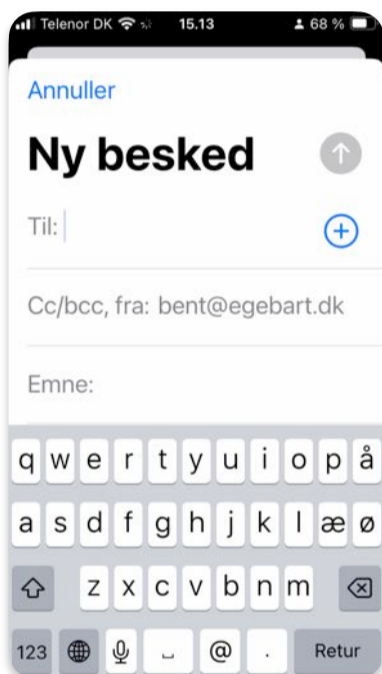 Telenor DK 15.13 68 %
Annuller
Ny besked
Til:
Cc/bcc, fra: bent@egebart.dk
Emne:
q w e r t y u i o p å
a s d f g h j k l æ ø
z x c v b n m
123 @ . Retur